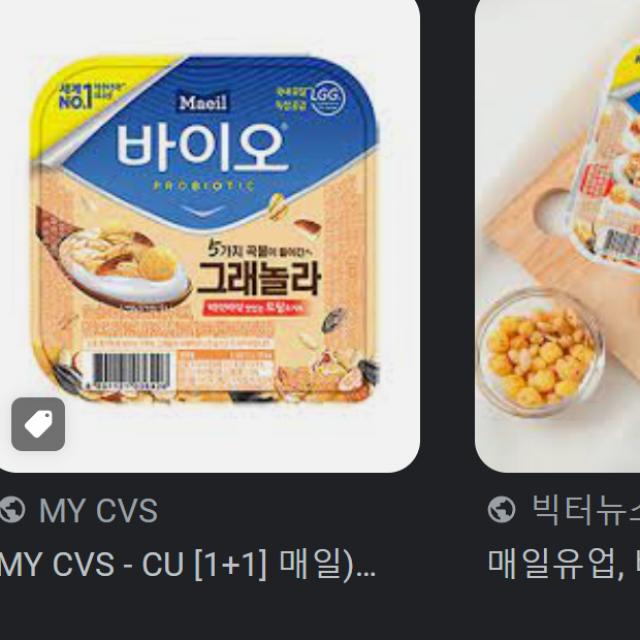 세계
NO.1
Maeil
LGG.
바이오
PROBIOTIC
5가지 곡물이 들어간
그래놀라
MY CVS
MY CVS - CU [1+1] 매일)...
빅터뉴스
매일유업,